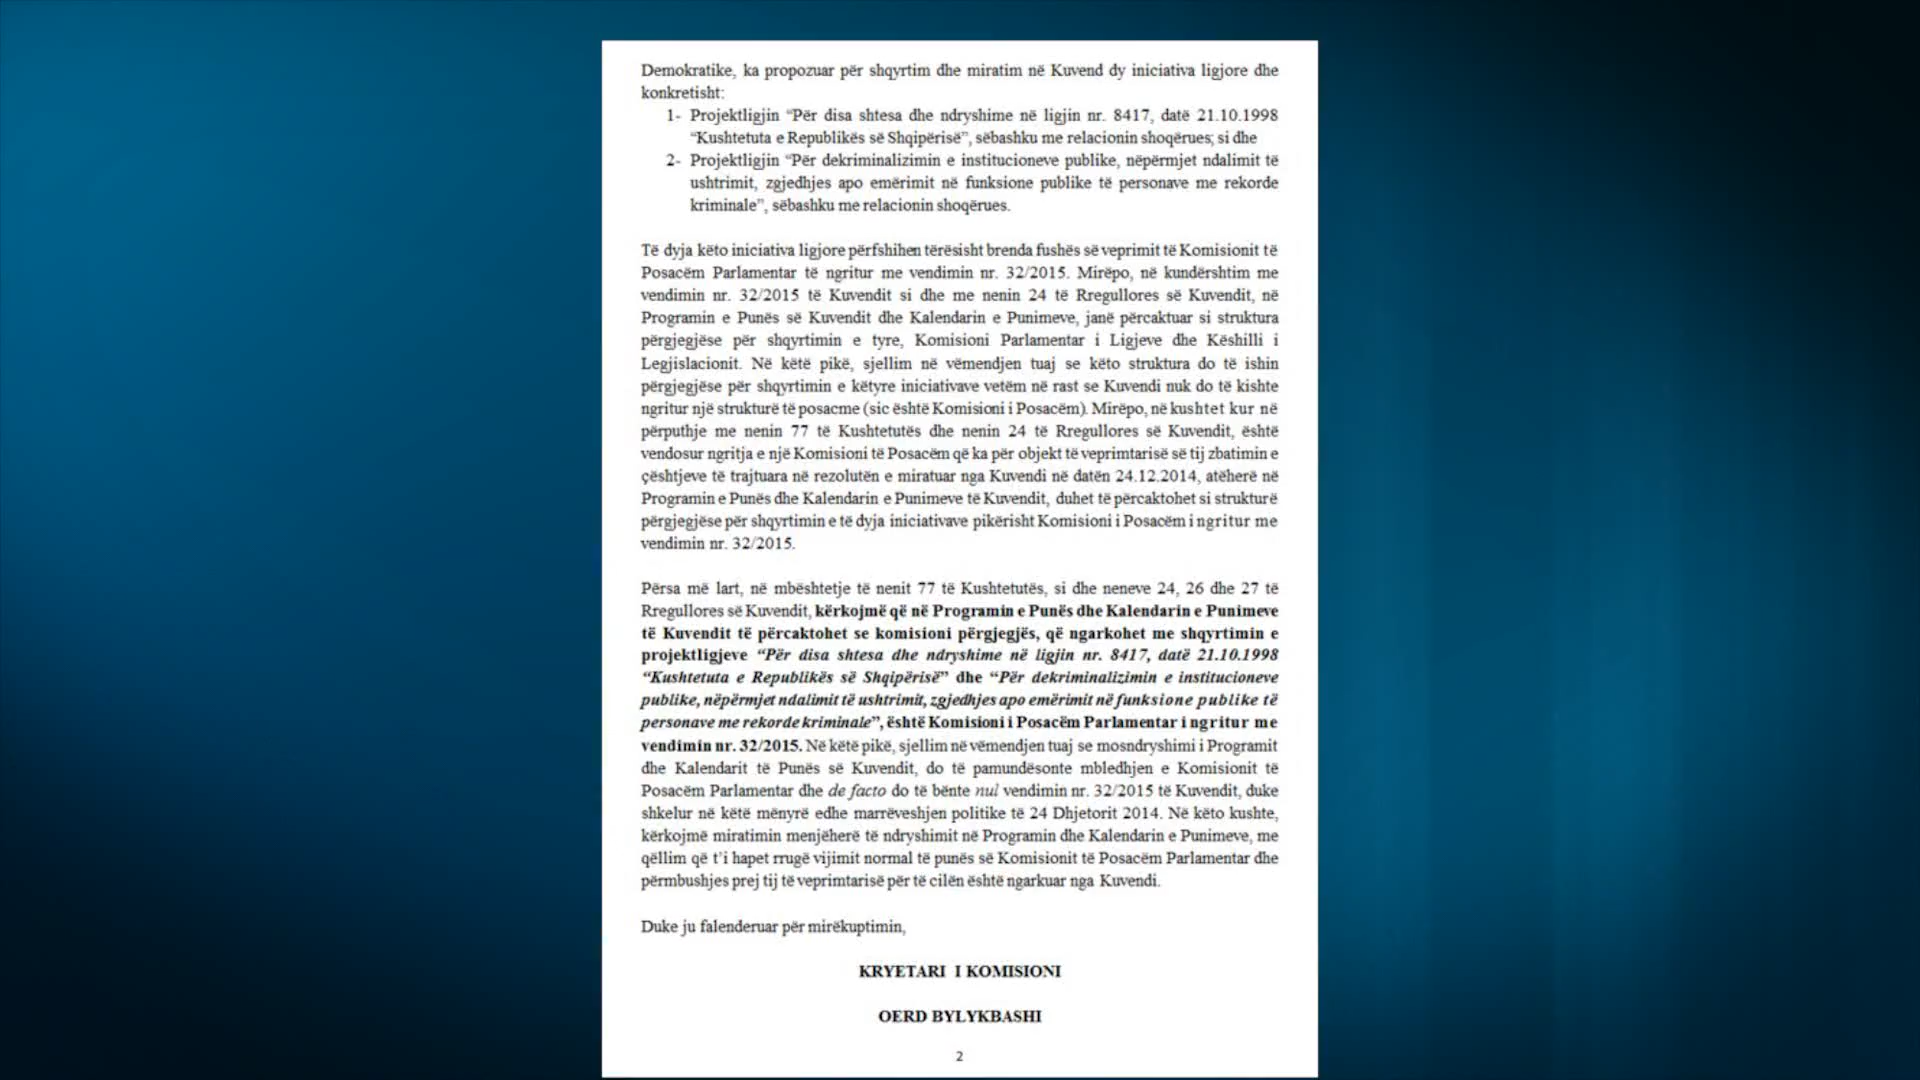 Demokratike, ka propozuar për shqyrtim dhe miratim në Kuvend dy iniciativa ligjore dhe
konkretisht:
1- Projektligjin “Për disa shtesa dhe ndryshime në ligjin nr. 8417, datë 21.10.1998
“Kushtetuta e Republikës së Shqipërisë”, sëbashku me relacionin shoqërues; si dhe
2- Projektligjin “Për dekriminalizimin e institucioneve publike, nëpërmjet ndalimit të
ushtrimit, zgjedhjes apo emërimit në funksione publike të personave me rekorde
kriminale”, sëbashku me relacionin shoqërues.
Të dyja këto iniciativa ligjore përfshihen tërësisht brenda fushës së veprimit të Komisionit të
Posacëm Parlamentar të ngritur me vendimin nr. 32/2015. Mirëpo, në kundërshtim me
vendimin nr. 32/2015 të Kuvendit si dhe me nenin 24 të Rregullores së Kuvendit, në
Programin e Punës së Kuvendit dhe Kalendarin e Punimeve, janë përcaktuar si struktura
përgjegjëse për shqyrtimin e tyre, Komisioni Parlamentar i Ligjeve dhe Këshilli i
Legjislacionit. Në këtë pikë, sjellim në vëmendjen tuaj se këto struktura do të ishin
përgjegjëse për shqyrtimin e këtyre iniciativave vetëm në rast se Kuvendi nuk do të kishte
ngritur një strukturë të posacme (sic është Komisioni i Posacëm). Mirëpo, në kushtet kur në
përputhje me nenin 77 të Kushtetutës dhe nenin 24 të Rregullores së Kuvendit, është
vendosur ngritja e një Komisioni të Posacëm që ka për objekt të veprimtarisë së tij zbatimin e
çështjeve të trajtuara në rezolutën e miratuar nga Kuvendi në datën 24.12.2014, atëherë në
Programin e Punës dhe Kalendarin e Punimeve të Kuvendit, duhet të përcaktohet si strukturë
përgjegjëse për shqyrtimin e të dyja iniciativave pikërisht Komisioni i Posacëm i ngritur me
vendimin nr. 32/2015.
Përsa më lart, në mbështetje të nenit 77 të Kushtetutës, si dhe neneve 24, 26 dhe 27 të
Rregullores së Kuvendit, kërkojmë që në Programin e Punës dhe Kalendarin e Punimeve
të Kuvendit të përcaktohet se komisioni përgjegjës, që ngarkohet me shqyrtimin e
projektligjeve “Për disa shtesa dhe ndryshime në ligjin nr. 8417, datë 21.10.1998
“Kushtetuta e Republikës së Shqipërisë” dhe “Për dekriminalizimin e institucioneve
publike, nëpërmjet ndalimit të ushtrimit, zgjedhjes apo emërimit në funksione publike të
personave me rekorde kriminale”, është Komisioni i Posacëm Parlamentar i ngritur me
vendimin nr. 32/2015. Në këtë pikë, sjellim në vëmendjen tuaj se mosndryshimi i Programit
dhe Kalendarit të Punës së Kuvendit, do të pamundësonte mbledhjen e Komisionit të
Posacëm Parlamentar dhe de facto do të bënte nul vendimin nr. 32/2015 të Kuvendit, duke
shkelur në këtë mënyrë edhe marrëveshjen politike të 24 Dhjetorit 2014. Në këto kushte,
kërkojmë miratimin menjëherë të ndryshimit në Programin dhe Kalendarin e Punimeve, me
qëllim që t’i hapet rrugë vijimit normal të punës së Komisionit të Posacëm Parlamentar dhe
përmbushjes prej tij të veprimtarisë për të cilën është ngarkuar nga Kuvendi.
Duke ju falenderuar për mirëkuptimin,
KRYETARI I KOMISIONI
OERD BYLYKBASHI
2